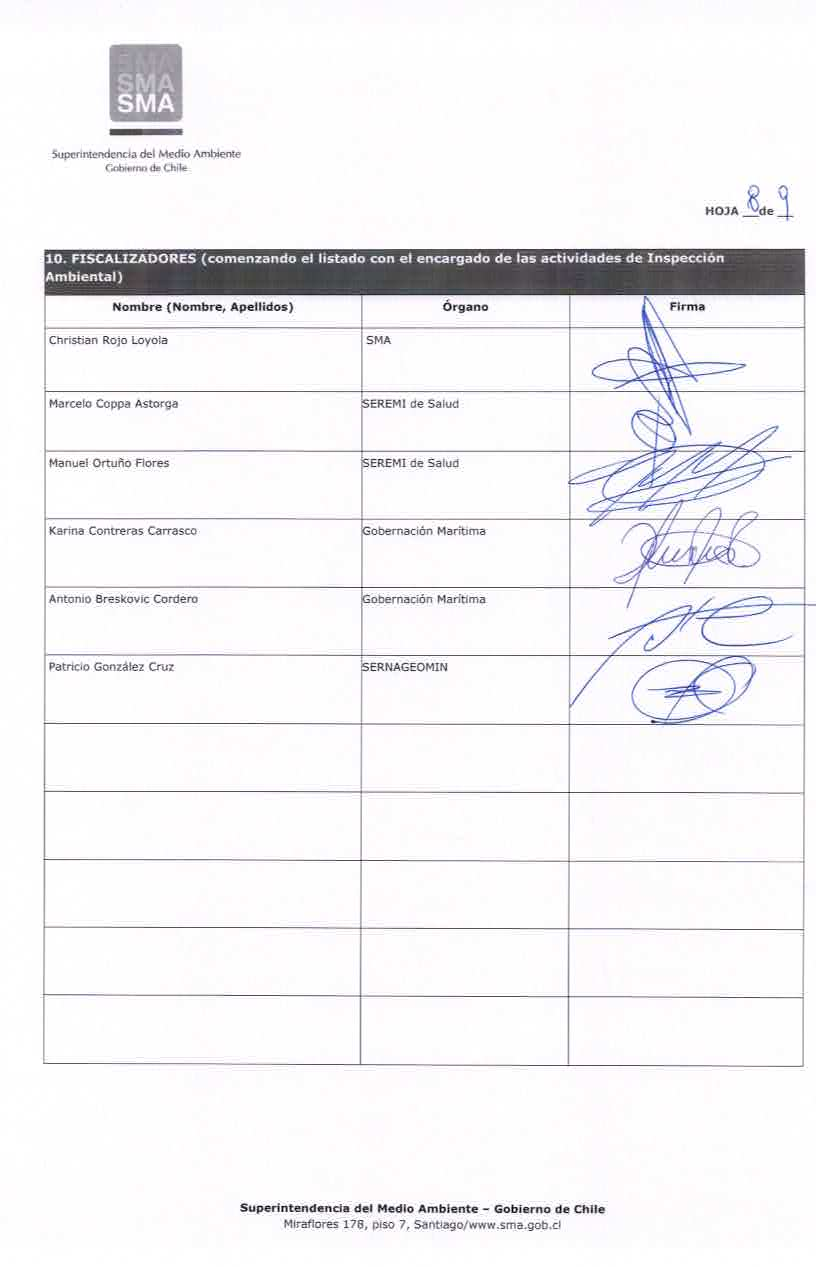 SMA
SMA
SMA
Superintendencia del Medio Ambiente
Gobierno de Chile
HOJA 8 de 9
10. FISCALIZADORES (comenzando el listado con el encargado de las actividades de Inspección
Ambiental)
Nombre (Nombre, Apellidos) Órgano Firma
Christian Rojo Loyola SMA
Marcelo Coppa Astorga SEREMI de Salud
Manuel Ortuño Flores SEREMI de Salud
Karina Contreras Carrasco Gobernación Marítima
Antonio Breskovic Cordero Gobernación Marítima
Patricio González Cruz SERNAGEOMIN
Superintendencia del Medio Ambiente – Gobierno de Chile
Miraflores 178, piso 7, Santiago/www.sma.gob.cl